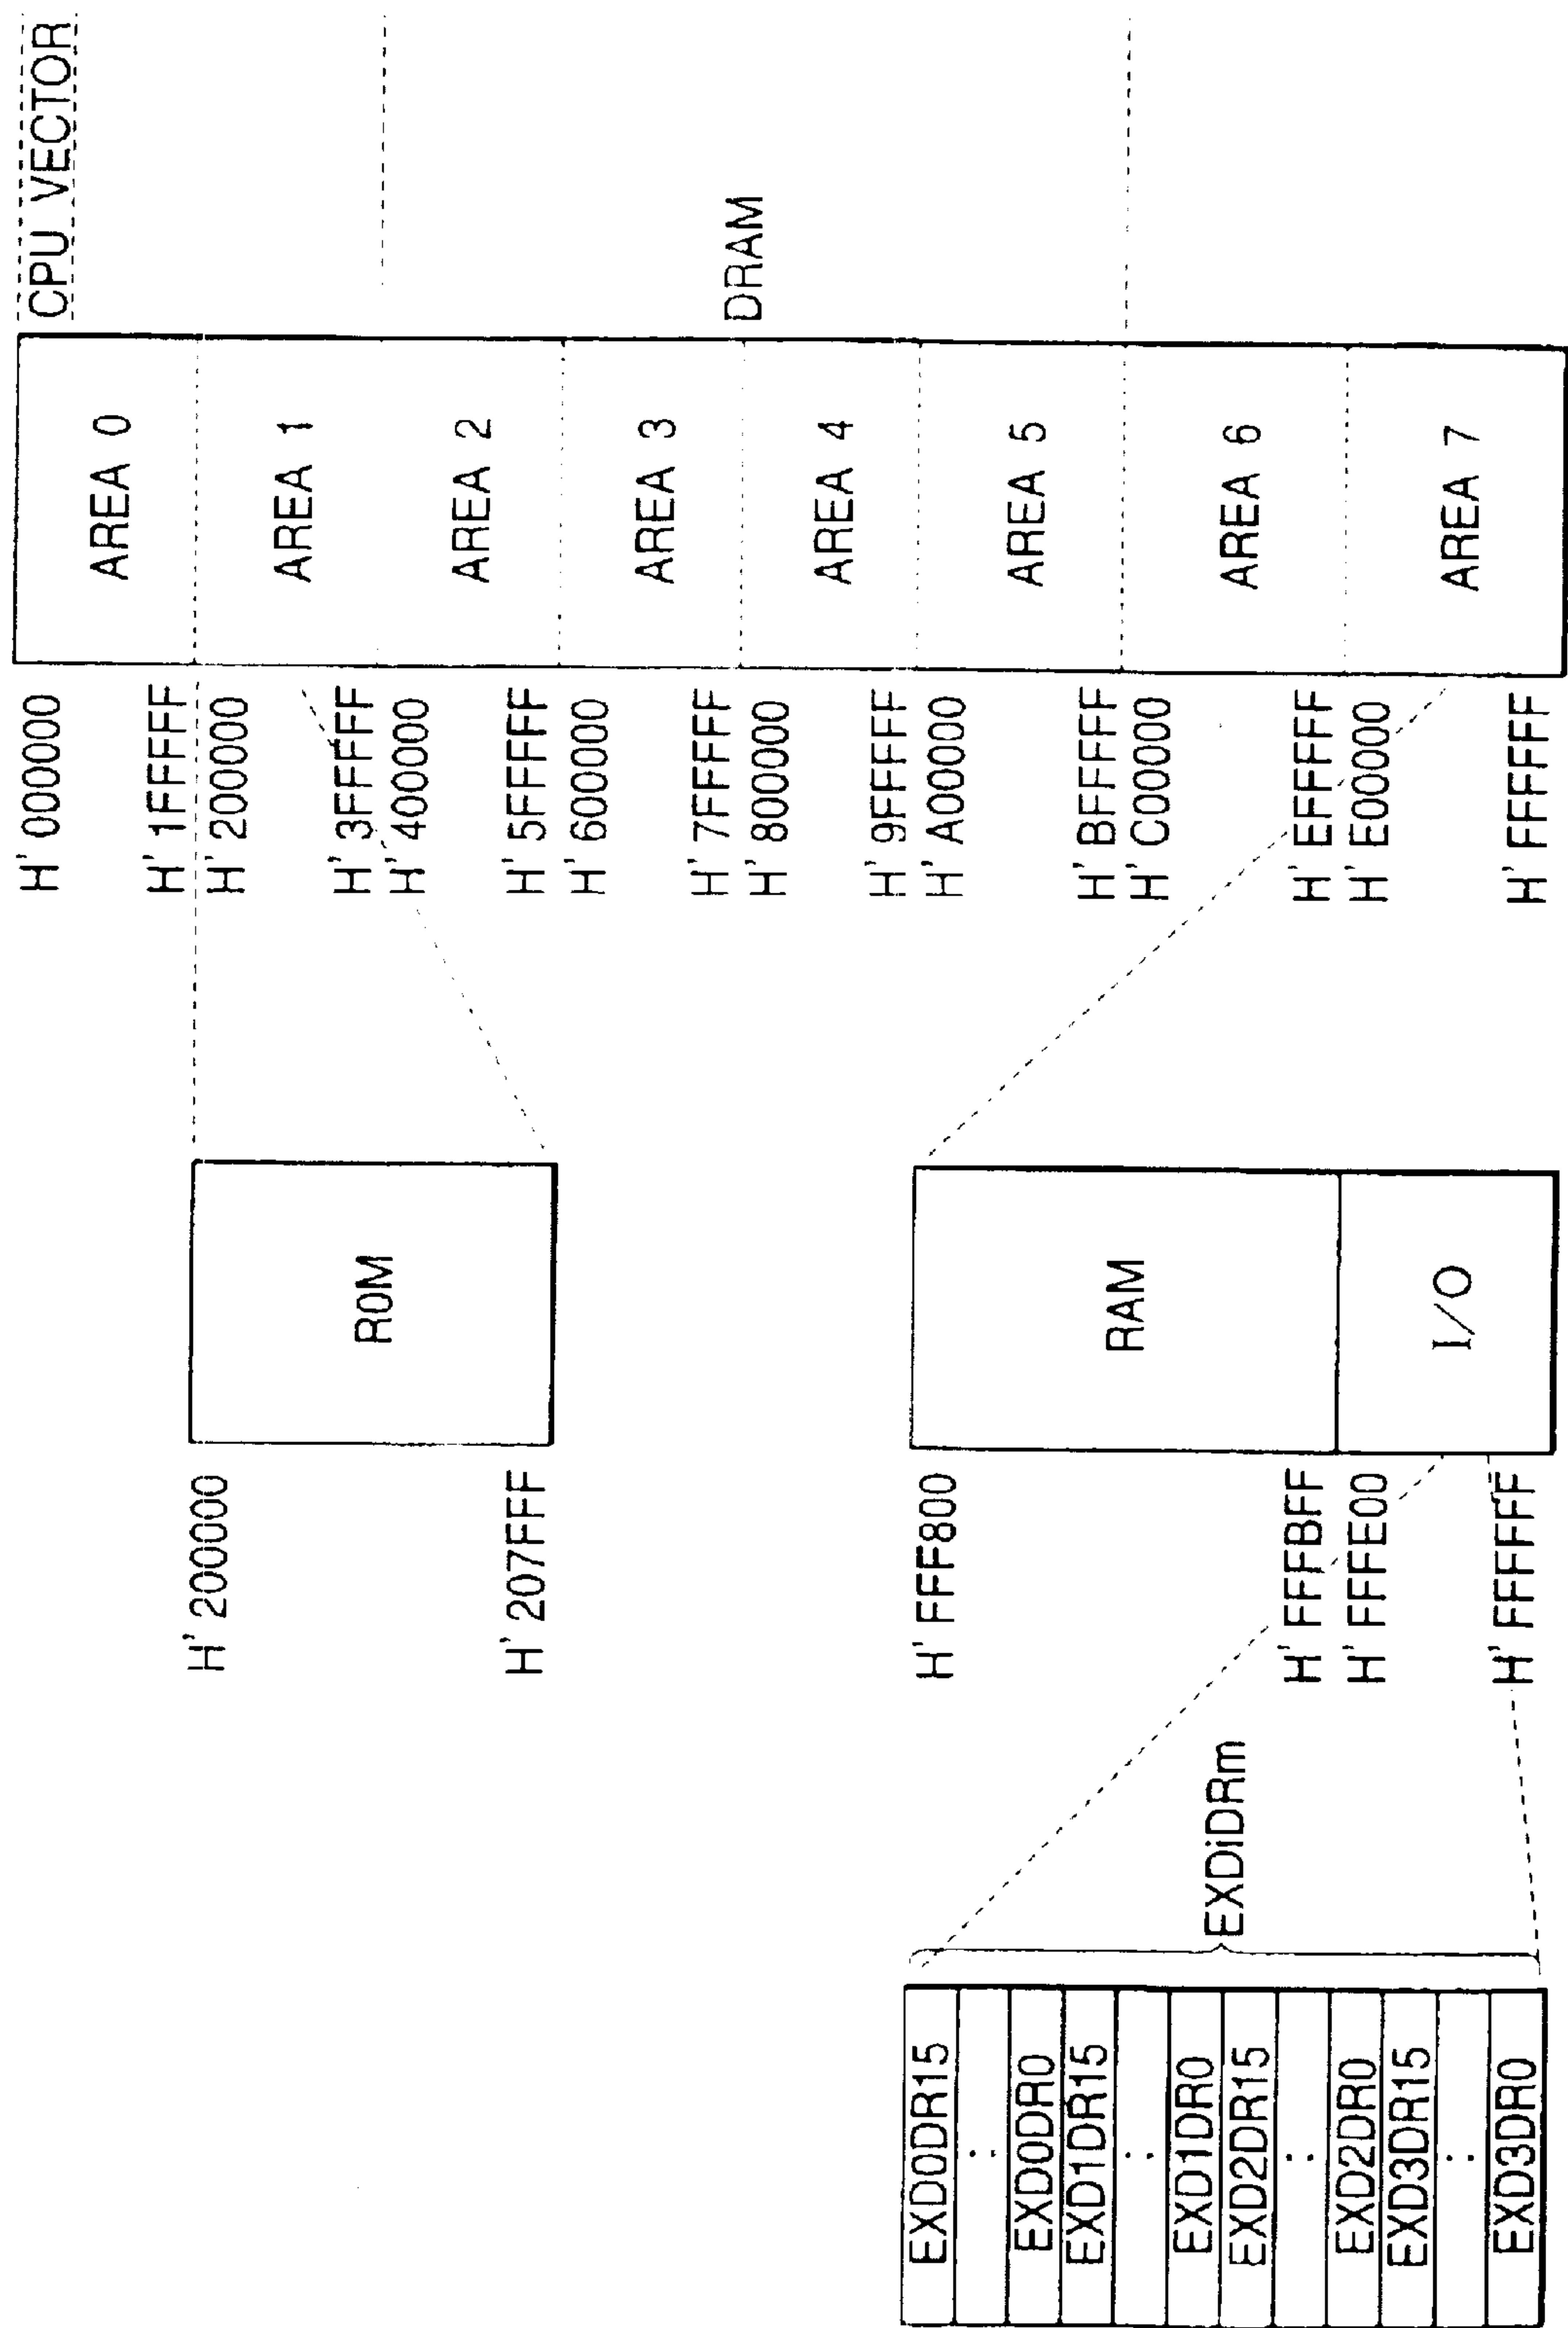 CPU VECTOR
AREA 0
AREA 1
AREA 2
AREA 3
AREA 4
AREA 5
AREA 6
AREA 7
DRAM
H' 000000
H' 1FFFFF
H' 200000
H' 3FFFFF
H' 400000
H' 5FFFFF
H' 600000
H' 7FFFFF
H' 800000
H' 9FFFFF
H' A00000
H' BFFFFF
H' C00000
H' EFFFFF
H' E00000
H' FFFFFF
ROM
H' 200000
H' 207FFF
RAM
I/O
H' FFF800
H' FFFBFF
H' FFFE00
H' FFFFFF
EXDiDRm
EXD0DR15
..
EXD0DR0
EXD1DR15
..
EXD1DR0
EXD2DR15
..
EXD2DR0
EXD3DR15
..
EXD3DR0